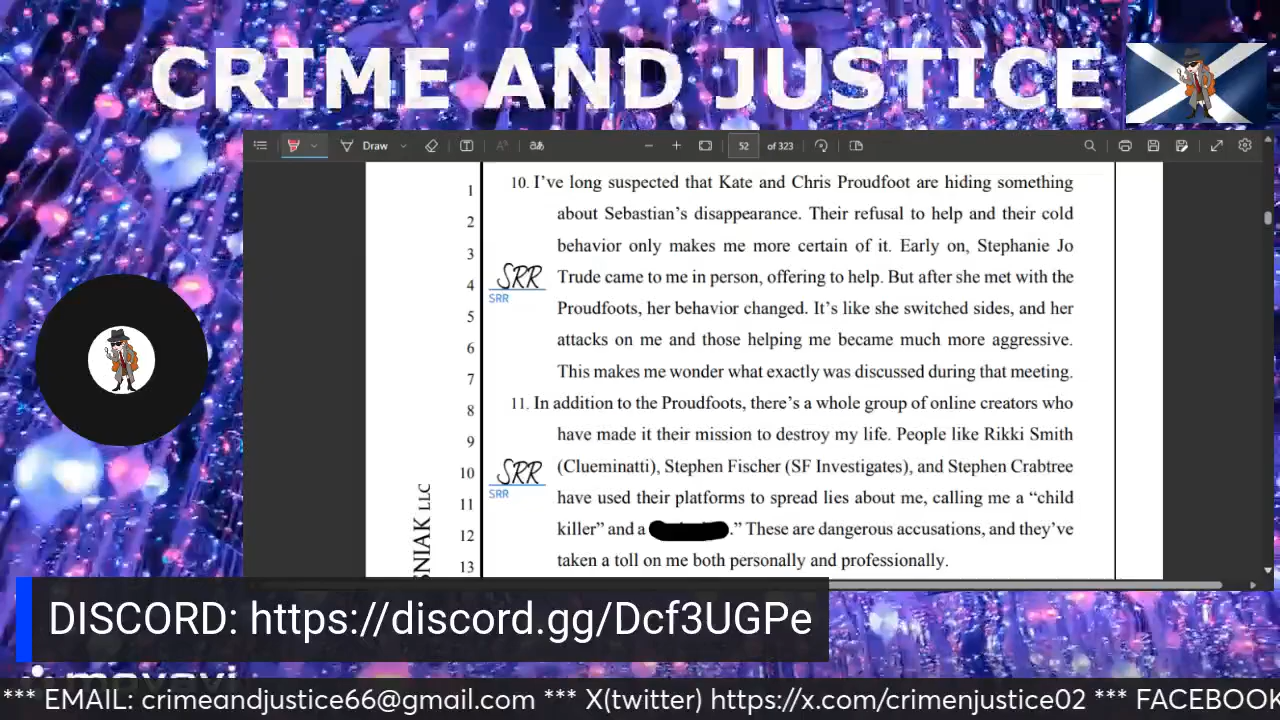 CRIME AND JUSTICE
Draw
52
of 323
1
10. I’ve long suspected that Kate and Chris Proudfoot are hiding something
2
about Sebastian’s disappearance. Their refusal to help and their cold
3
behavior only makes me more certain of it. Early on, Stephanie Jo
4
SRR
SRR
Trude came to me in person, offering to help. But after she met with the
5
Proudfoots, her behavior changed. It’s like she switched sides, and her
6
attacks on me and those helping me became much more aggressive.
7
This makes me wonder what exactly was discussed during that meeting.
8
11. In addition to the Proudfoots, there’s a whole group of online creators who
9
have made it their mission to destroy my life. People like Rikki Smith
10
SRR
SRR
(Clueminatti), Stephen Fischer (SF Investigates), and Stephen Crabtree
11
have used their platforms to spread lies about me, calling me a “child
12
killer” and a .” These are dangerous accusations, and they’ve
13
taken a toll on me both personally and professionally.
SNIAK LLC
DISCORD: https://discord.gg/Dcf3UGPe
*** EMAIL: crimeandjustice66@gmail.com *** X(twitter) https://x.com/crimenjustice02 *** FACEBOOK